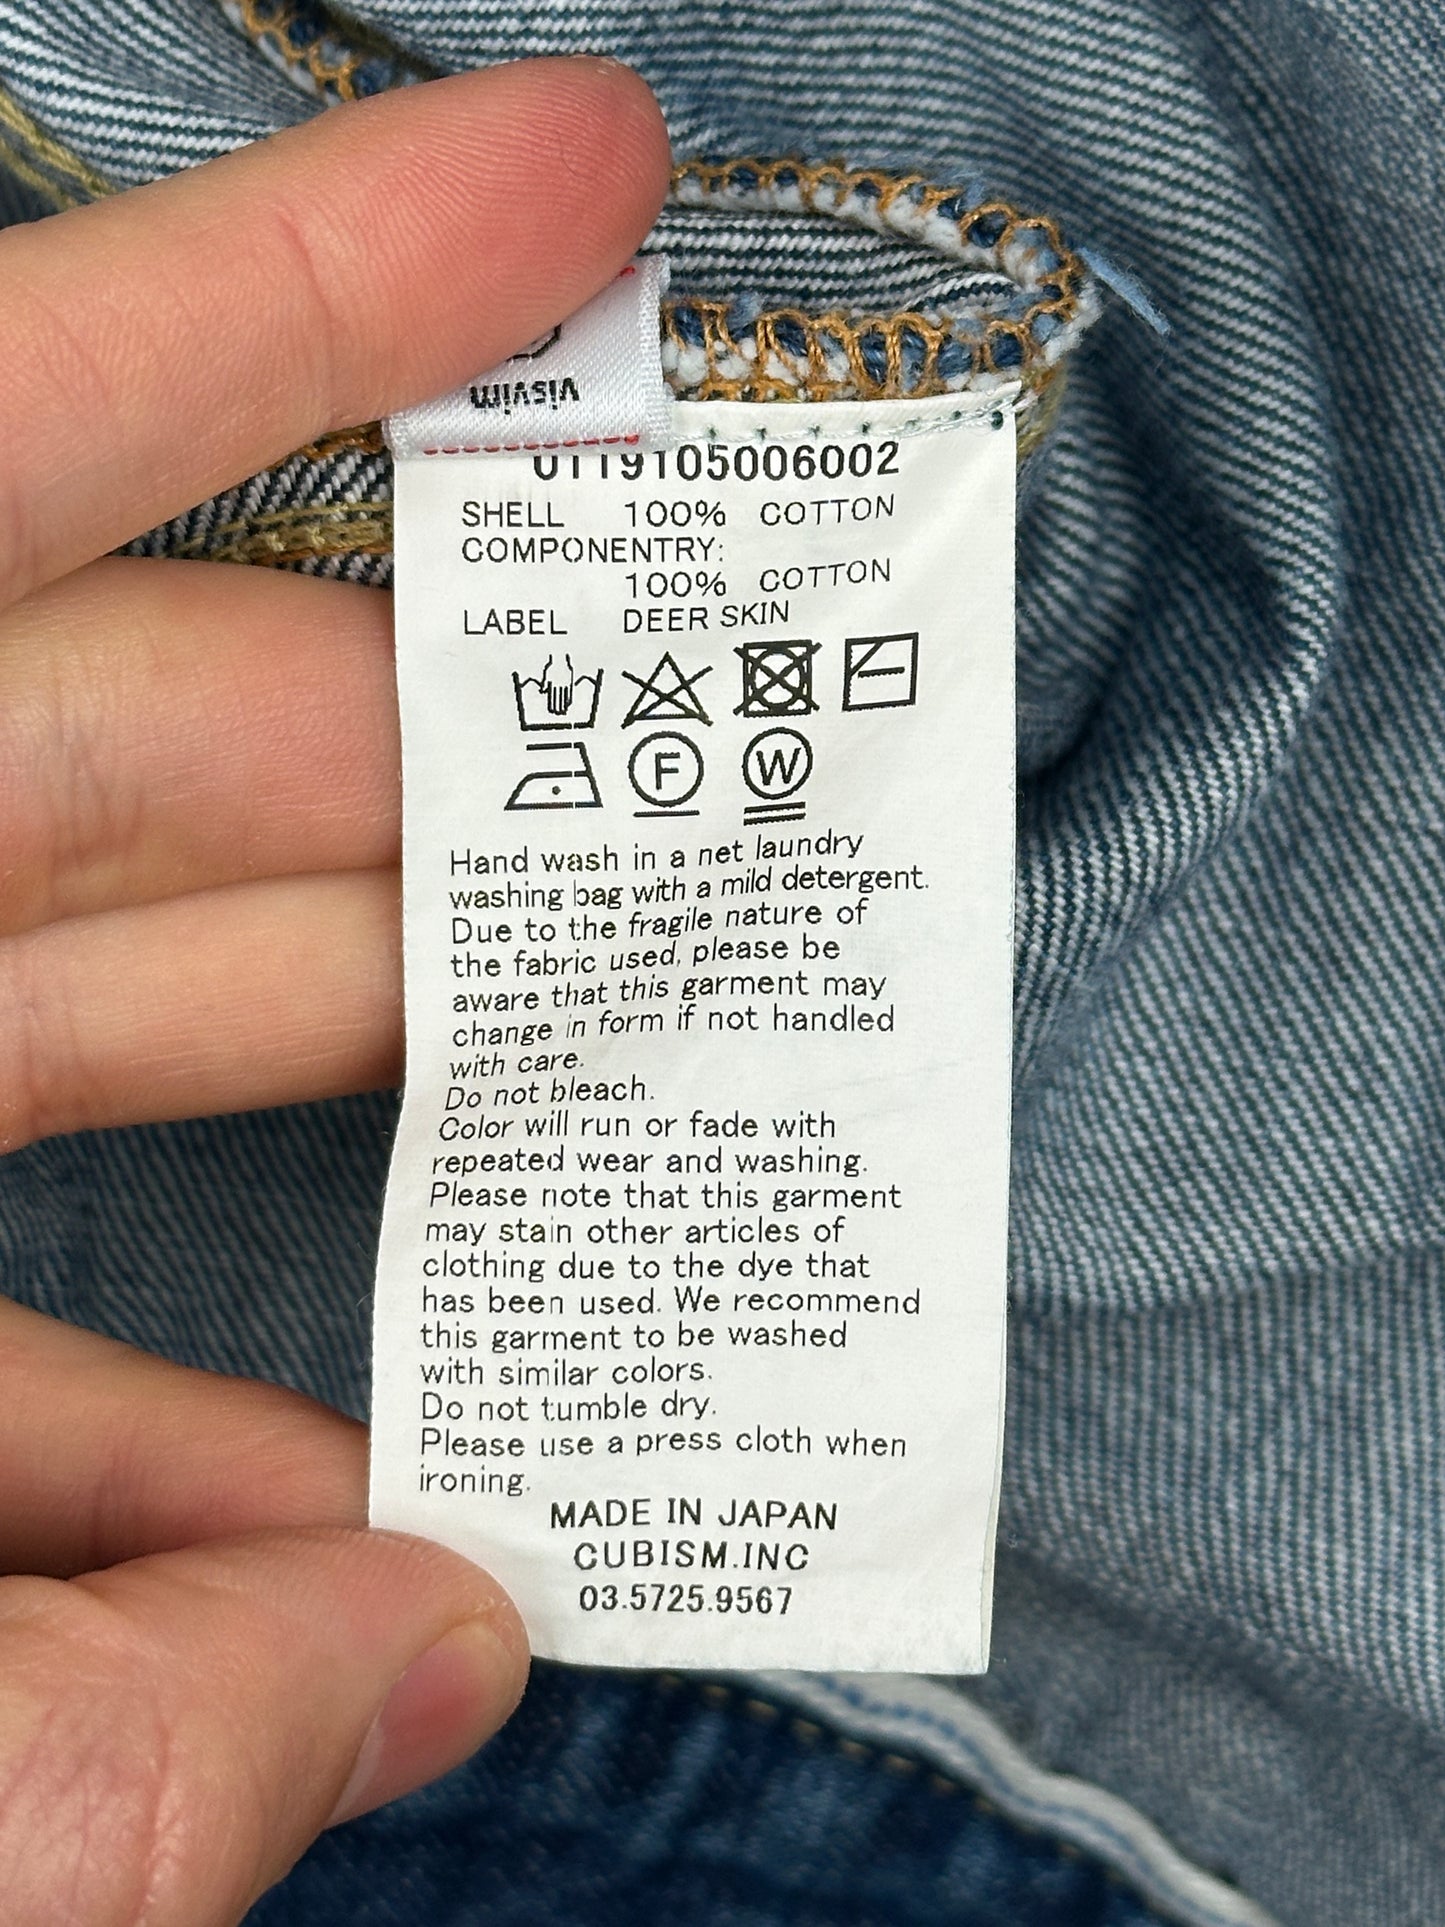 visvim
0119105006002
SHELL 100% COTTON
COMPONENTRY:
100% COTTON
LABEL DEER SKIN
F W
Hand wash in a net laundry
washing bag with a mild detergent.
Due to the fragile nature of
the fabric used, please be
aware that this garment may
change in form if not handled
with care.
Do not bleach.
Color will run or fade with
repeated wear and washing.
Please note that this garment
may stain other articles of
clothing due to the dye that
has been used. We recommend
this garment to be washed
with similar colors.
Do not tumble dry.
Please use a press cloth when
ironing.
MADE IN JAPAN
CUBISM.INC
03.5725.9567